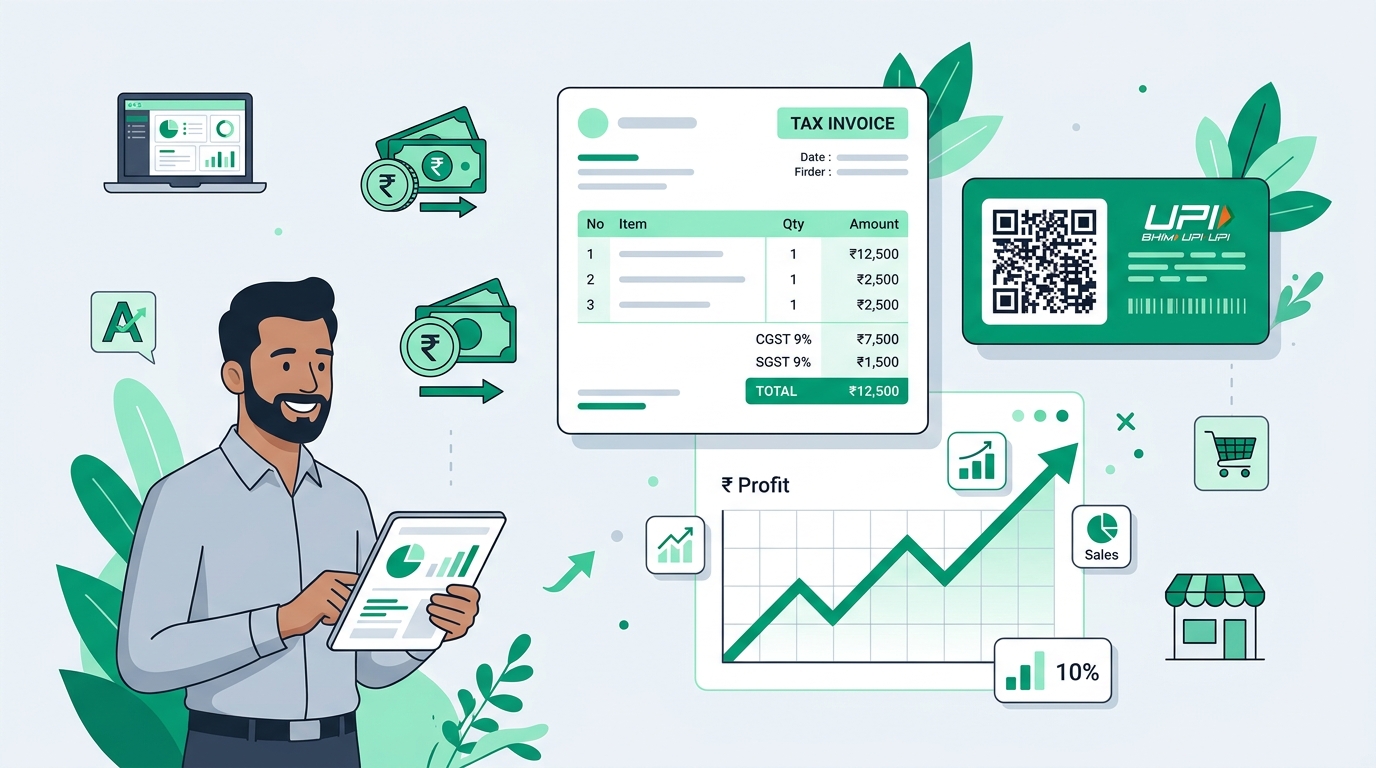 A
TAX INVOICE
Date :
Firder :
No Item Qty Amount
1 1 ₹12,500
2 1 ₹2,500
3 1 ₹2,500
CGST 9% ₹7,500
SGST 9% ₹1,500
TOTAL ₹12,500
UPI
BHIM UPI UPI
₹ Profit
Sales
10%